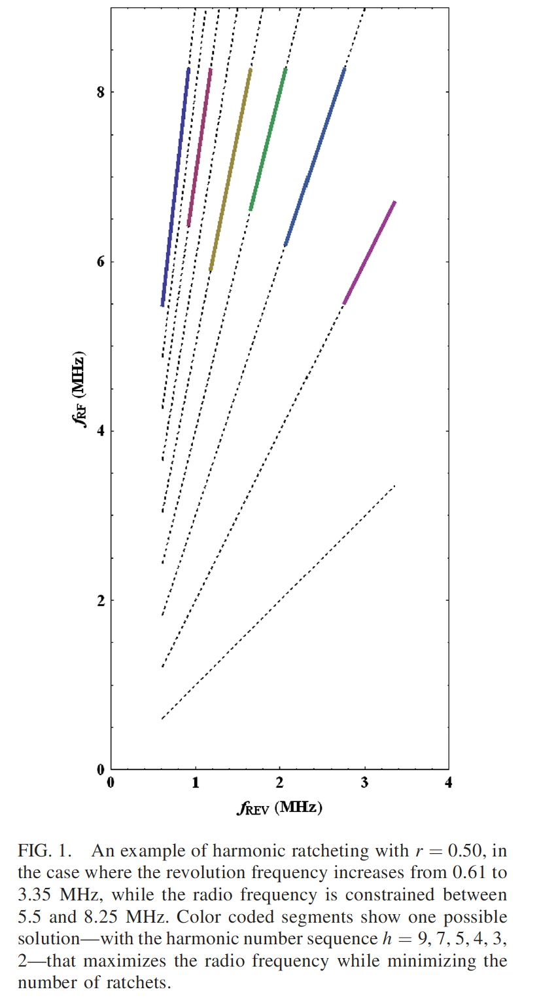 8
6
4
2
0
fRF (MHz)
0 1 2 3 4
fREV (MHz)
FIG. 1. An example of harmonic ratcheting with r = 0.50, in
the case where the revolution frequency increases from 0.61 to
3.35 MHz, while the radio frequency is constrained between
5.5 and 8.25 MHz. Color coded segments show one possible
solution—with the harmonic number sequence h = 9, 7, 5, 4, 3,
2—that maximizes the radio frequency while minimizing the
number of ratchets.